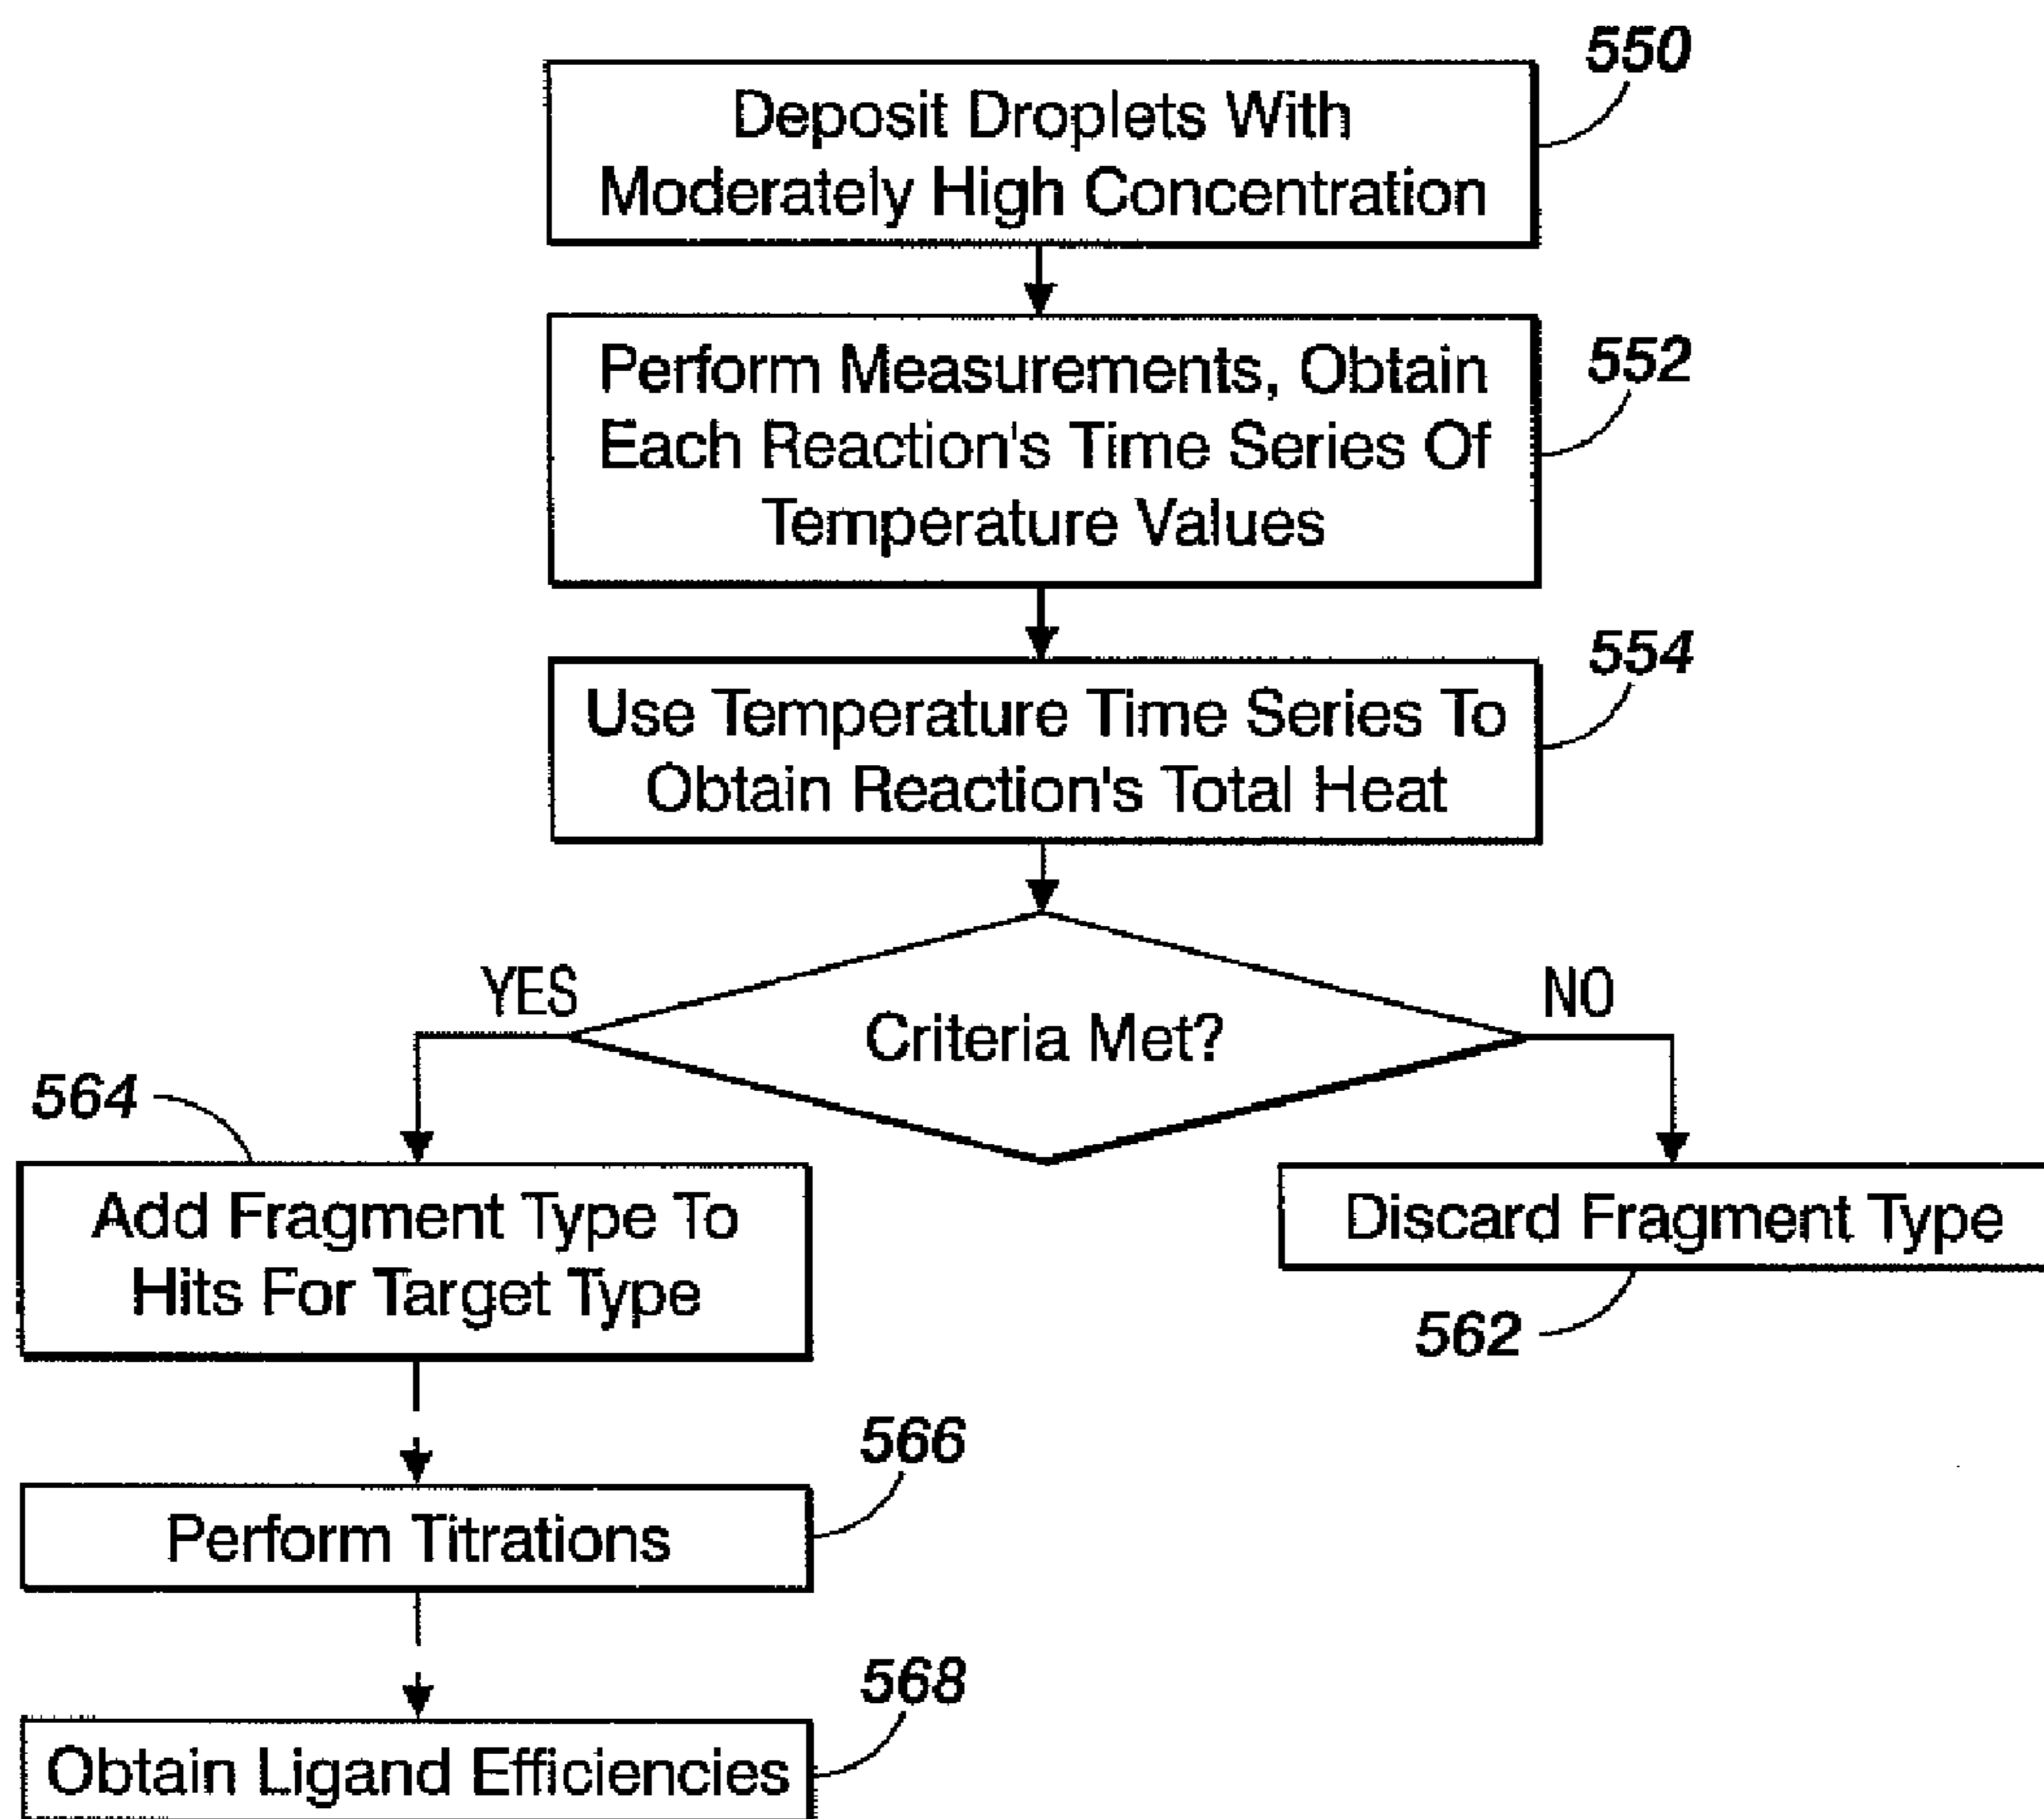 550
Deposit Droplets With
Moderately High Concentration
552
Perform Measurements, Obtain
Each Reaction's Time Series Of
Temperature Values
554
Use Temperature Time Series To
Obtain Reaction's Total Heat
YES
NO
Criteria Met?
564
Add Fragment Type To
Hits For Target Type
Discard Fragment Type
562
566
Perform Titrations
568
Obtain Ligand Efficiencies